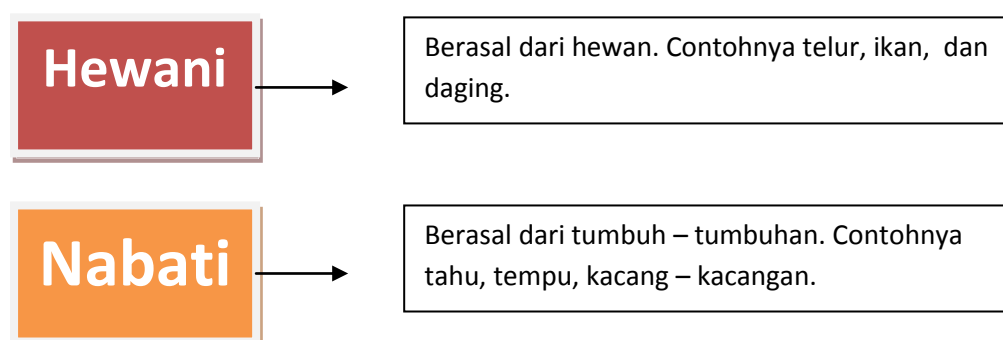 Hewani
Berasal dari hewan. Contohnya telur, ikan, dan
daging.
Nabati
Berasal dari tumbuh – tumbuhan. Contohnya
tahu, tempu, kacang – kacangan.